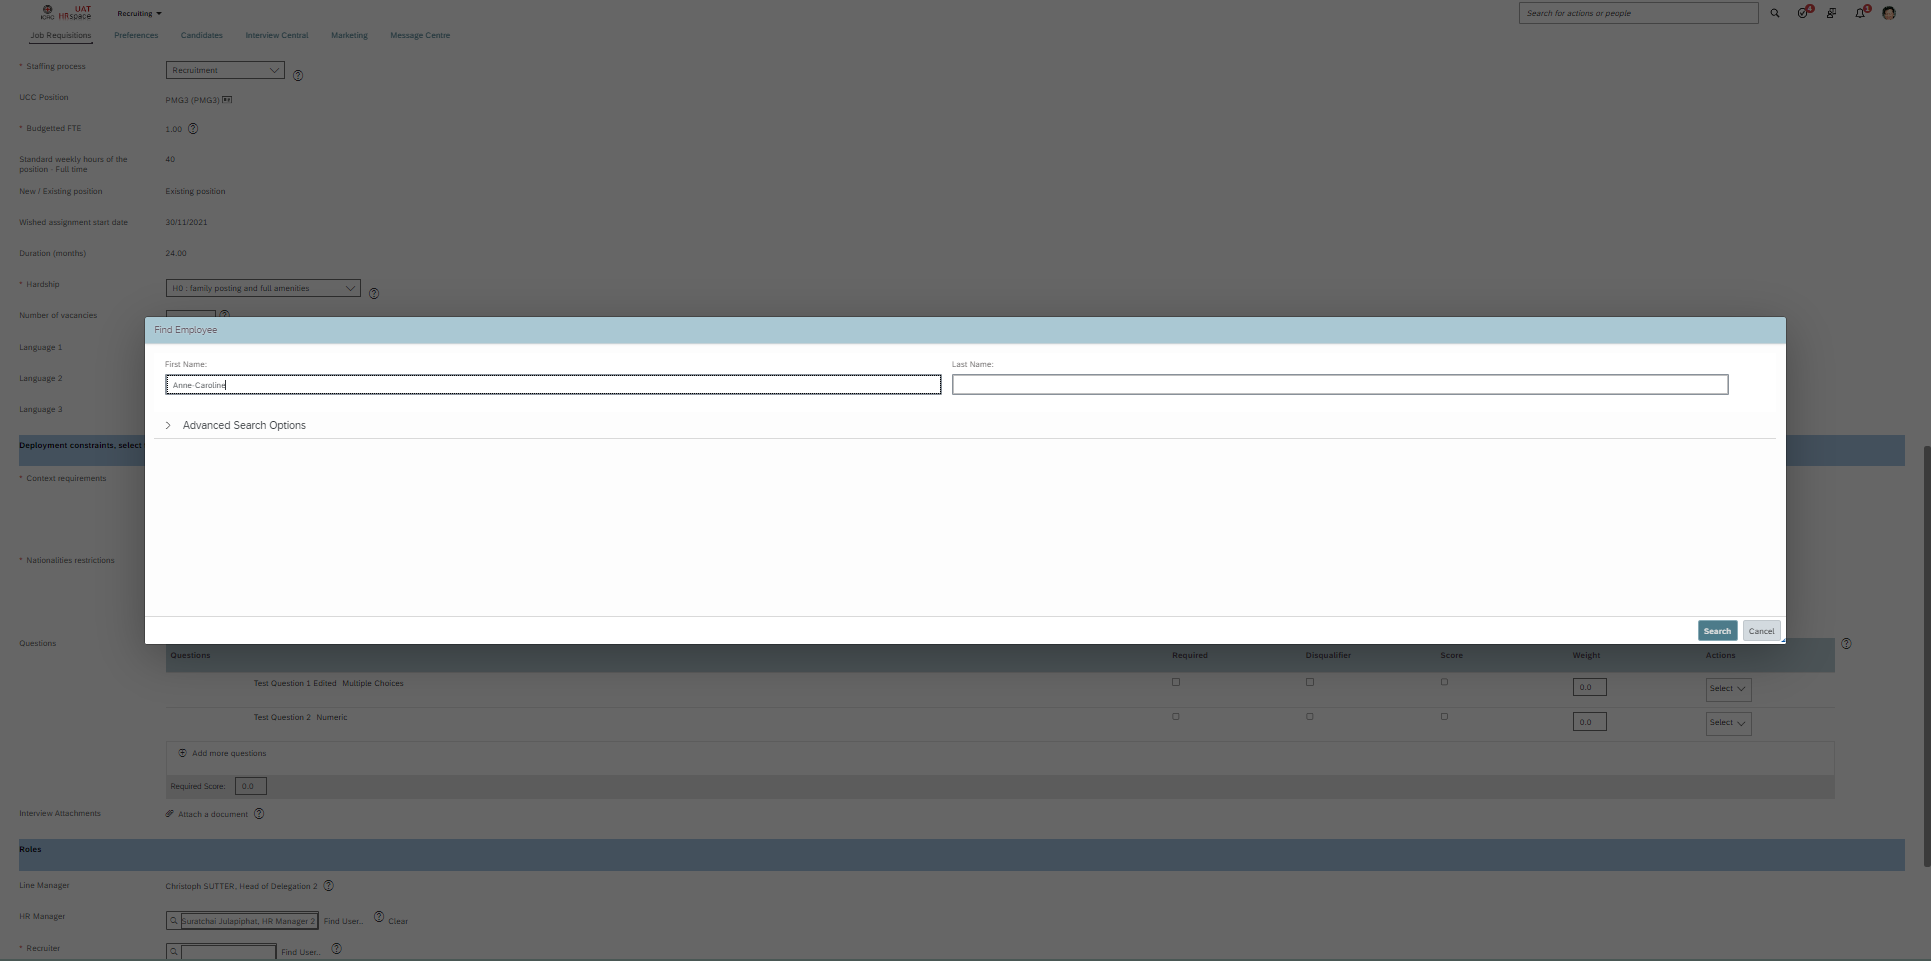 ICRC UAT HRspace Recruiting Search for actions or people 4 1
Job Requisitions Preferences Candidates Interview Central Marketing Message Centre
* Staffing process Recruitment
UCC Position PMG3 (PMG3)
* Budgetted FTE 1.00
Standard weekly hours of the position - Full time 40
New / Existing position Existing position
Wished assignment start date 30/11/2021
Duration (months) 24.00
* Hardship H0 : family posting and full amenities
Number of vacancies
Find Employee
Language 1
First Name: Last Name:
Language 2 Anne-Caroline
Language 3
Advanced Search Options
Deployment constraints, select
* Context requirements
* Nationalities restrictions
Search Cancel
Questions
Questions Required Disqualifier Score Weight Actions
Test Question 1 Edited Multiple Choices 0.0 Select
Test Question 2 Numeric 0.0 Select
Add more questions
Required Score: 0.0
Interview Attachments Attach a document
Roles
Line Manager Christoph SUTTER, Head of Delegation 2
HR Manager Suratchai Julapiphat, HR Manager 2 Find User... Clear
* Recruiter Find User...